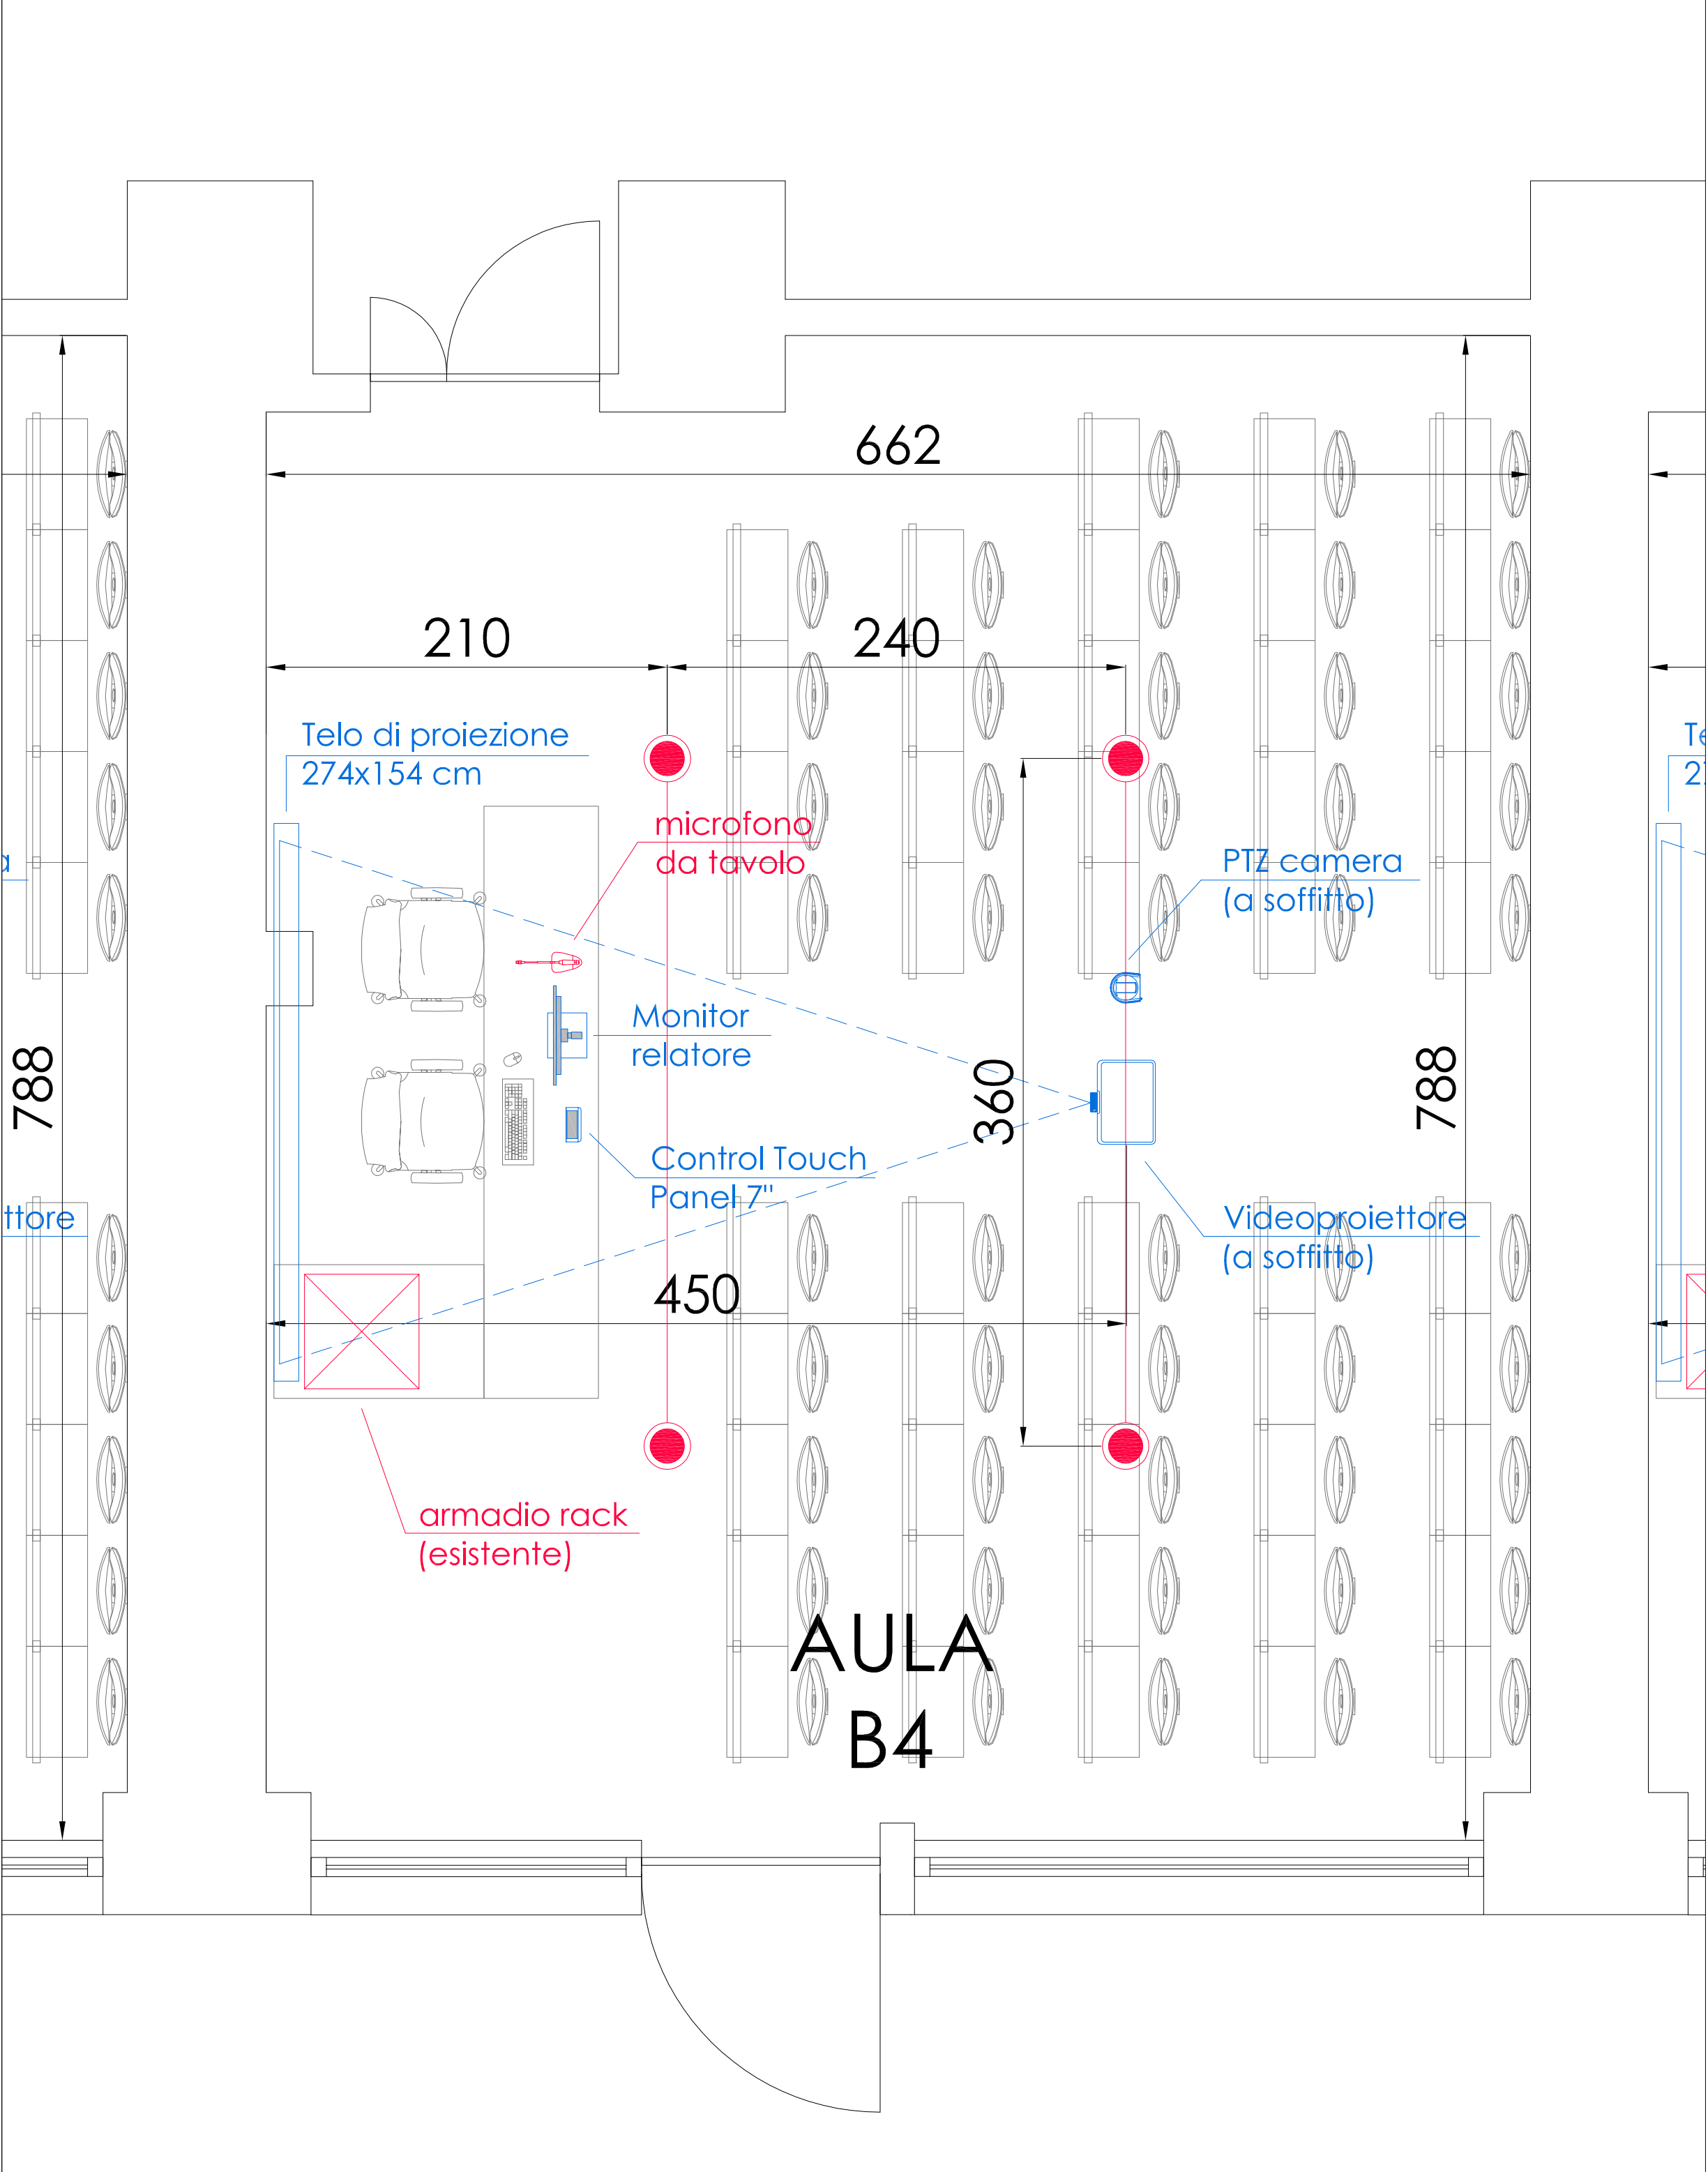 662
210
240
Telo di proiezione
274x154 cm
microfono
da tavolo
PTZ camera
(a soffitto)
Monitor
relatore
788
360
788
Control Touch
Panel 7"
ttore
Videoproiettore
(a soffitto)
450
armadio rack
(esistente)
AULA
B4